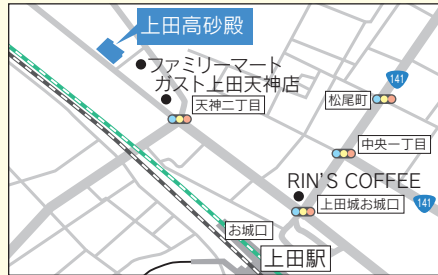 上田高砂殿
ファミリーマート
ガスト上田天神店
天神二丁目
141
松尾町
中央一丁目
RIN'S COFFEE
上田城お城口
141
お城口
上田駅